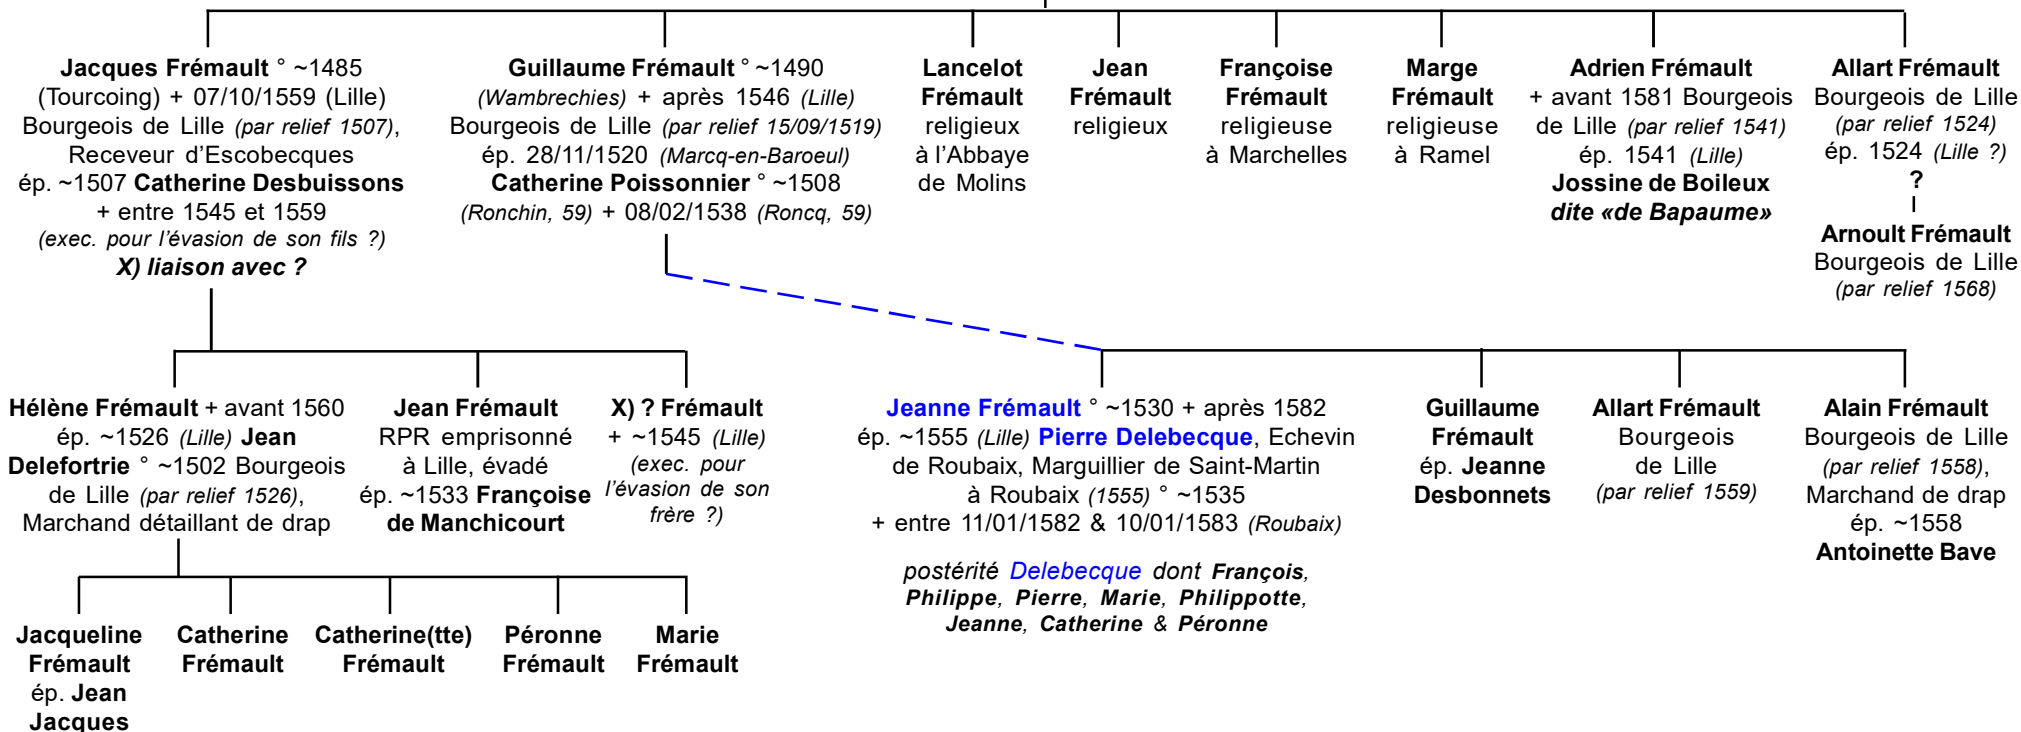 Jacques Frémault ° ~1485
(Tourcoing) + 07/10/1559 (Lille)
Bourgeois de Lille (par relief 1507),
Receveur d'Escobecques
ép. ~1507 Catherine Desbuissons
+ entre 1545 et 1559
(exec. pour l'évasion de son fils ?)
X) liaison avec ?
Guillaume Frémault ° ~1490
(Wambrechies) + après 1546 (Lille)
Bourgeois de Lille (par relief 15/09/1519)
ép. 28/11/1520 (Marcq-en-Baroeul)
Catherine Poissonnier ° ~1508
(Ronchin, 59) + 08/02/1538 (Roncq, 59)
Lancelot
Frémault
religieux
à l'Abbaye
de Molins
Jean
Frémault
religieux
Françoise
Frémault
religieuse
à Marchelles
Marge
Frémault
religieuse
à Ramel
Adrien Frémault
+ avant 1581 Bourgeois
de Lille (par relief 1541)
ép. 1541 (Lille)
Jossine de Boileux
dite «de Bapaume»
Allart Frémault
Bourgeois de Lille
(par relief 1524)
ép. 1524 (Lille ?)
?
Arnoult Frémault
Bourgeois de Lille
(par relief 1568)
Hélène Frémault + avant 1560
ép. ~1526 (Lille) Jean
Delefortrie ° ~1502 Bourgeois
de Lille (par relief 1526),
Marchand détaillant de drap
Jean Frémault
RPR emprisonné
à Lille, évadé
ép. ~1533 Françoise
de Manchicourt
X) ? Frémault
+ ~1545 (Lille)
(exec. pour
l'évasion de son
frère ?)
Jeanne Frémault ° ~1530 + après 1582
ép. ~1555 (Lille) Pierre Delebecque, Echevin
de Roubaix, Marguillier de Saint-Martin
à Roubaix (1555) ° ~1535
+ entre 11/01/1582 & 10/01/1583 (Roubaix)
postérité Delebecque dont François,
Philippe, Pierre, Marie, Philippotte,
Jeanne, Catherine & Péronne
Guillaume
Frémault
ép. Jeanne
Desbonnets
Allart Frémault
Bourgeois
de Lille
(par relief 1559)
Alain Frémault
Bourgeois de Lille
(par relief 1558),
Marchand de drap
ép. ~1558
Antoinette Bave
Jacqueline
Frémault
ép. Jean
Jacques
Catherine
Frémault
Catherine(tte)
Frémault
Péronne
Frémault
Marie
Frémault